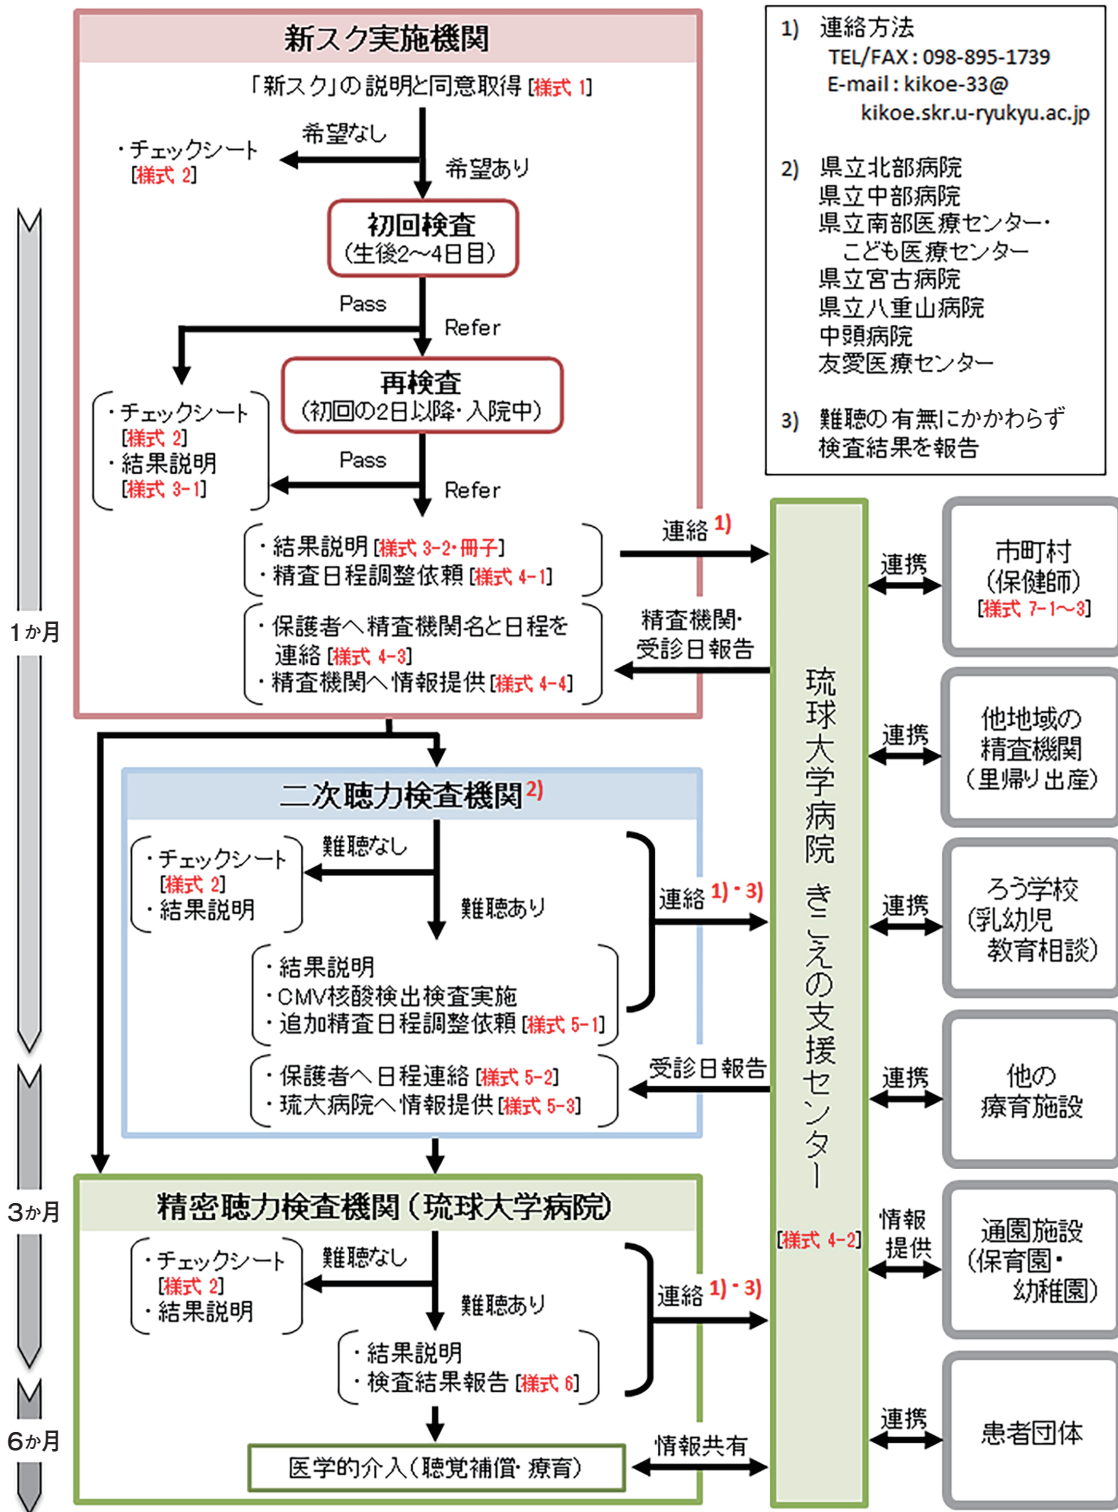 新スク実施機関
「新スク」の説明と同意取得 [様式 1]
希望なし
・チェックシート
[様式 2]
希望あり
初回検査
(生後2～4日目)
Pass
Refer
再検査
(初回の2日以降・入院中)
・チェックシート
[様式 2]
・結果説明
[様式 3-1]
Pass
Refer
・結果説明 [様式 3-2・冊子]
・精査日程調整依頼 [様式 4-1]
連絡 1)
・保護者へ精査機関名と日程を
連絡 [様式 4-3]
・精査機関へ情報提供 [様式 4-4]
精査機関・
受診日報告
1) 連絡方法
TEL/FAX : 098-895-1739
E-mail : kikoe-33@
kikoe.skr.u-ryukyu.ac.jp
2) 県立北部病院
県立中部病院
県立南部医療センター・
こども医療センター
県立宮古病院
県立八重山病院
中頭病院
友愛医療センター
3) 難聴の有無にかかわらず
検査結果を報告
1か月
二次聴力検査機関 2)
難聴なし
・チェックシート
[様式 2]
・結果説明
難聴あり
・結果説明
・CMV核酸検出検査実施
・追加精査日程調整依頼 [様式 5-1]
連絡 1)・3)
・保護者へ日程連絡 [様式 5-2]
・琉大病院へ情報提供 [様式 5-3]
受診日報告
3か月
精密聴力検査機関(琉球大学病院)
難聴なし
・チェックシート
[様式 2]
・結果説明
難聴あり
・結果説明
・検査結果報告 [様式 6]
連絡 1)・3)
6か月
医学的介入(聴覚補償・療育)
情報共有
琉球大学病院 きこえの支援センター
[様式 4-2]
連携
市町村
(保健師)
[様式 7-1～3]
連携
他地域の
精査機関
(里帰り出産)
連携
ろう学校
(乳幼児
教育相談)
連携
他の
療育施設
情報
提供
通園施設
(保育園・
幼稚園)
連携
患者団体